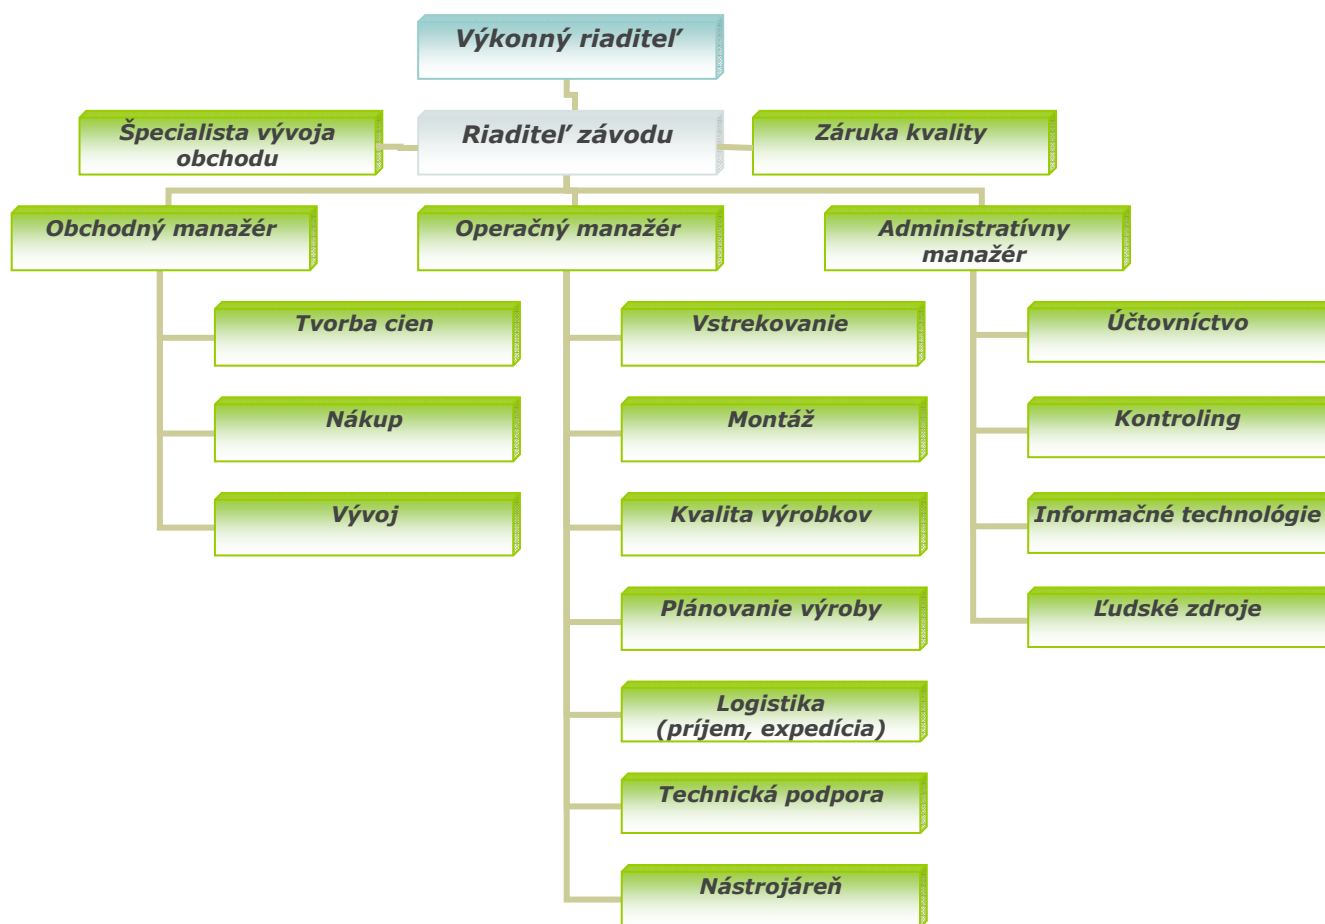 Výkonný riaditeľ
Špecialista vývoja
obchodu
Riaditeľ závodu
Záruka kvality
Obchodný manažér
Operačný manažér
Administratívny
manažér
Tvorba cien
Nákup
Vývoj
Vstrekovanie
Montáž
Kvalita výrobkov
Plánovanie výroby
Logistika
(príjem, expedícia)
Technická podpora
Nástrojáreň
Účtovníctvo
Kontroling
Informačné technológie
Ľudské zdroje